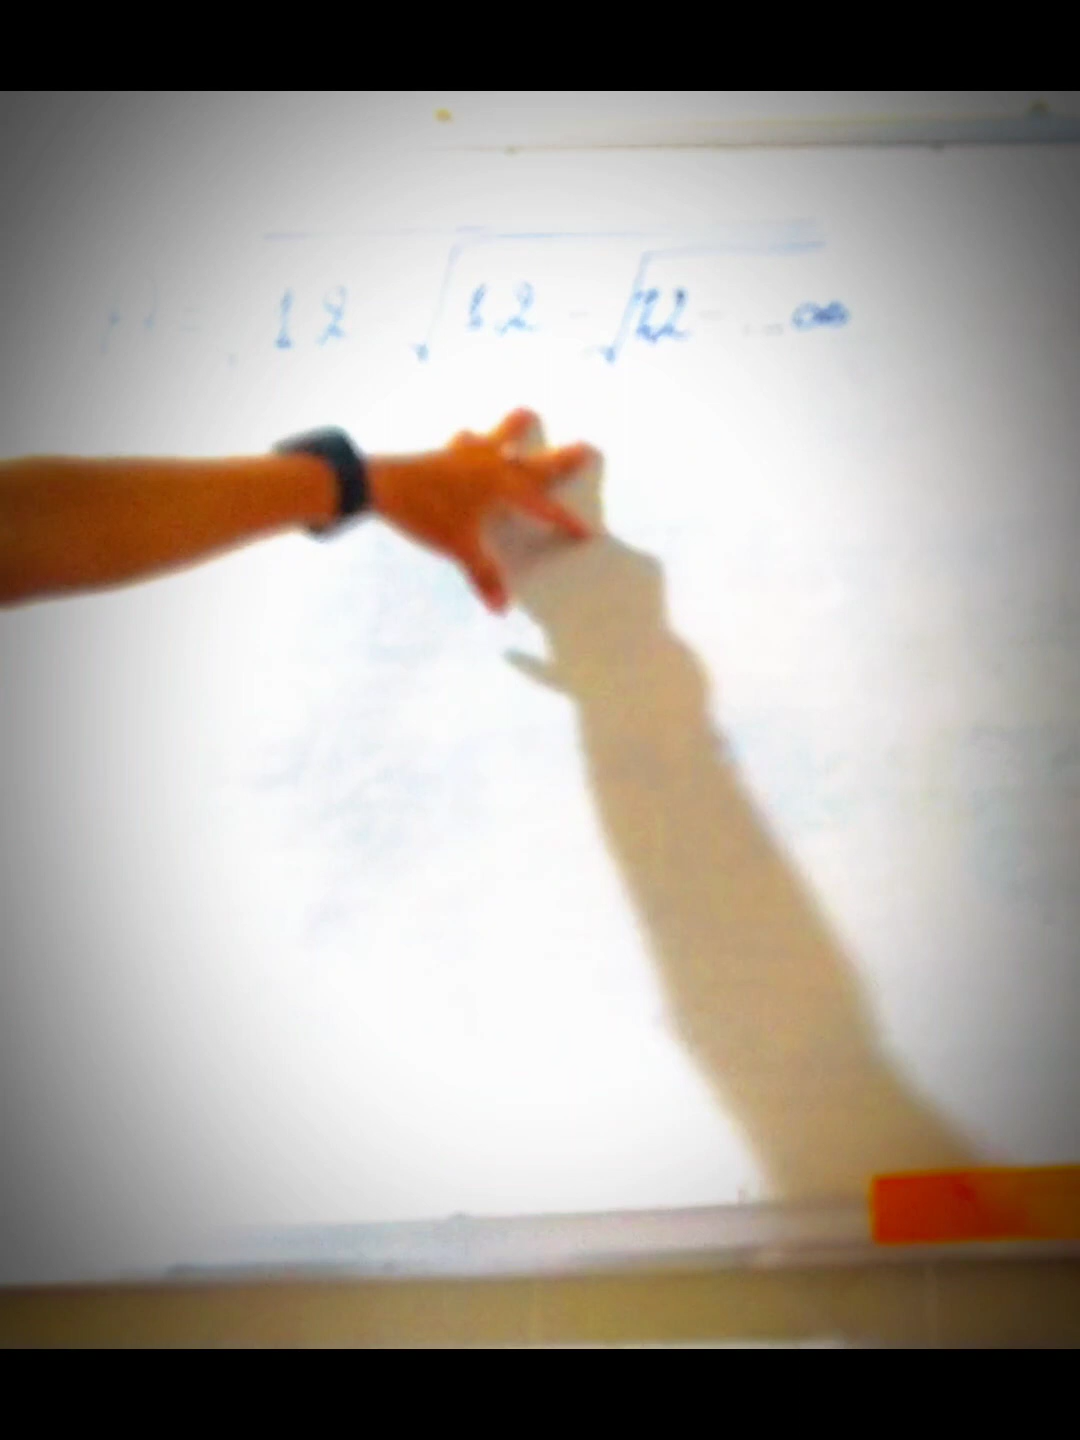 = √12 - √12 - √12 - ... ∞